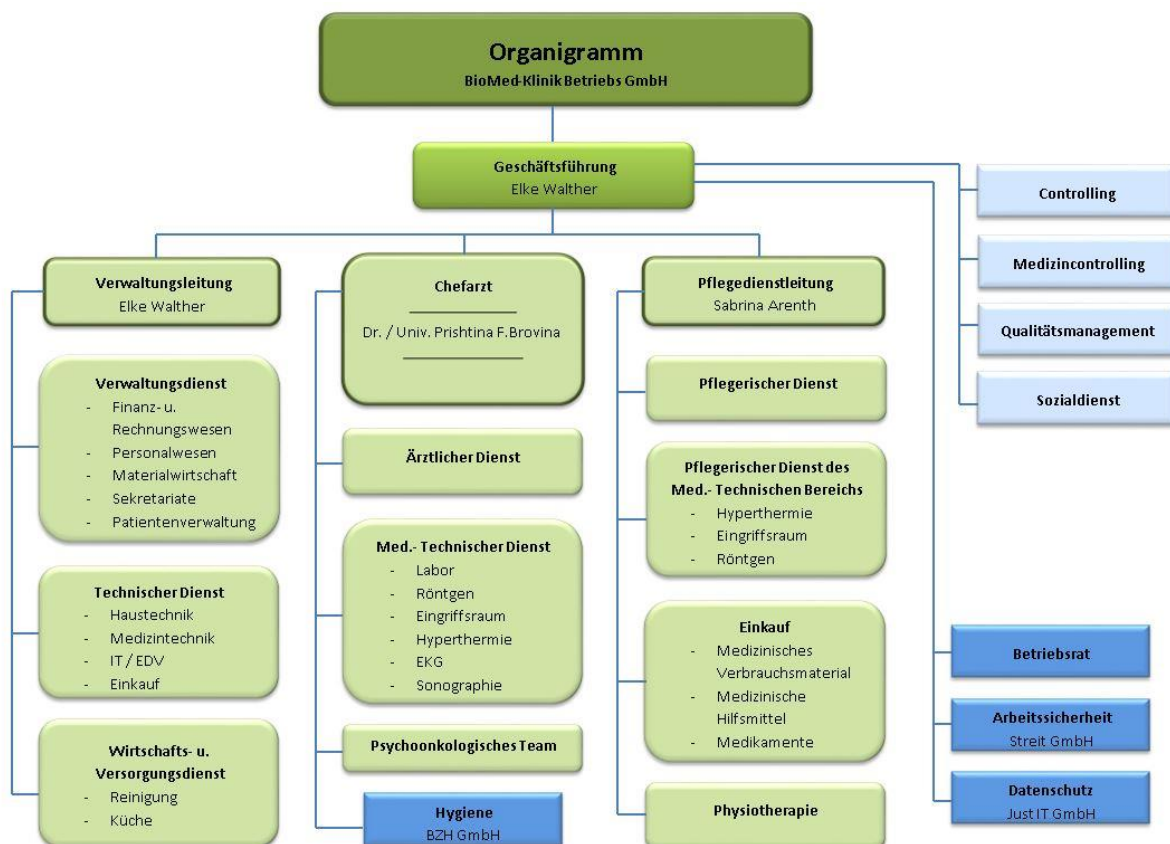 Organigramm
BioMed-Klinik Betriebs GmbH
Geschäftsführung
Elke Walther
Controlling
Medizincontrolling
Qualitätsmanagement
Sozialdienst
Verwaltungsleitung
Elke Walther
Verwaltungsdienst
- Finanz- u.
Rechnungswesen
- Personalwesen
- Materialwirtschaft
- Sekretariate
- Patientenverwaltung
Technischer Dienst
- Haustechnik
- Medizintechnik
- IT / EDV
- Einkauf
Wirtschafts- u.
Versorgungsdienst
- Reinigung
- Küche
Chefarzt
Dr. / Univ. Prishtina F.Brovina
Ärztlicher Dienst
Med.- Technischer Dienst
- Labor
- Röntgen
- Eingriffsraum
- Hyperthermie
- EKG
- Sonographie
Psychoonkologisches Team
Hygiene
BZH GmbH
Pflegedienstleitung
Sabrina Arenth
Pflegerischer Dienst
Pflegerischer Dienst des
Med.- Technischen Bereichs
- Hyperthermie
- Eingriffsraum
- Röntgen
Einkauf
- Medizinisches
Verbrauchsmaterial
- Medizinische
Hilfsmittel
- Medikamente
Physiotherapie
Betriebsrat
Arbeitssicherheit
Streit GmbH
Datenschutz
Just IT GmbH